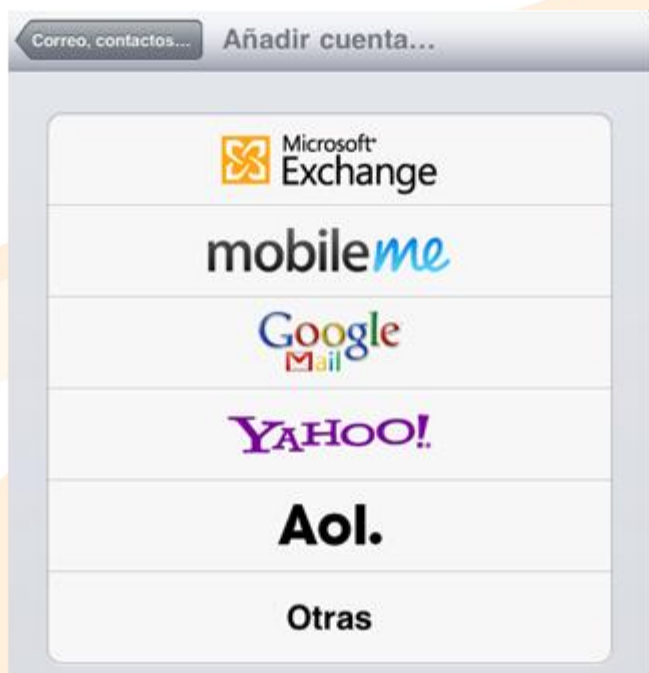 Correo, contactos...
Añadir cuenta...
Microsoft®
Exchange
mobileme
Google
Mail
YAHOO!
Aol.
Otras